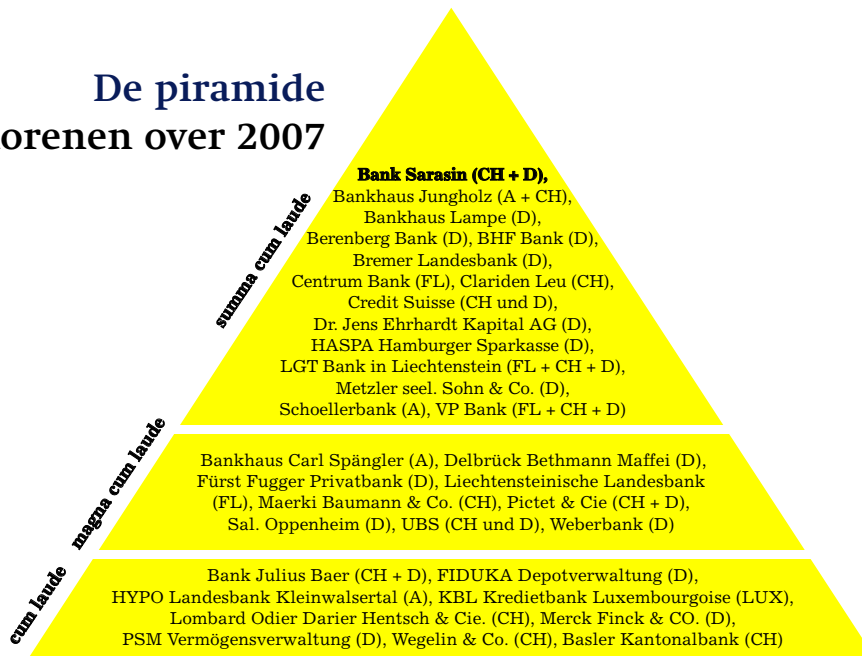 De piramide
orenen over 2007
summa cum laude
Bank Sarasin (CH + D),
Bankhaus Jungholz (A + CH),
Bankhaus Lampe (D),
Berenberg Bank (D), BHF Bank (D),
Bremer Landesbank (D),
Centrum Bank (FL), Clariden Leu (CH),
Credit Suisse (CH und D),
Dr. Jens Ehrhardt Kapital AG (D),
HASPA Hamburger Sparkasse (D),
LGT Bank in Liechtenstein (FL + CH + D),
Metzler seel. Sohn & Co. (D),
Schoellerbank (A), VP Bank (FL + CH + D)
magna cum laude
Bankhaus Carl Spängler (A), Delbrück Bethmann Maffei (D),
Fürst Fugger Privatbank (D), Liechtensteinische Landesbank
(FL), Maerki Baumann & Co. (CH), Pictet & Cie (CH + D),
Sal. Oppenheim (D), UBS (CH und D), Weberbank (D)
cum laude
Bank Julius Baer (CH + D), FIDUKA Depotverwaltung (D),
HYPO Landesbank Kleinwalsertal (A), KBL Kredietbank Luxembourgoise (LUX),
Lombard Odier Darier Hentsch & Cie. (CH), Merck Finck & CO. (D),
PSM Vermögensverwaltung (D), Wegelin & Co. (CH), Basler Kantonalbank (CH)